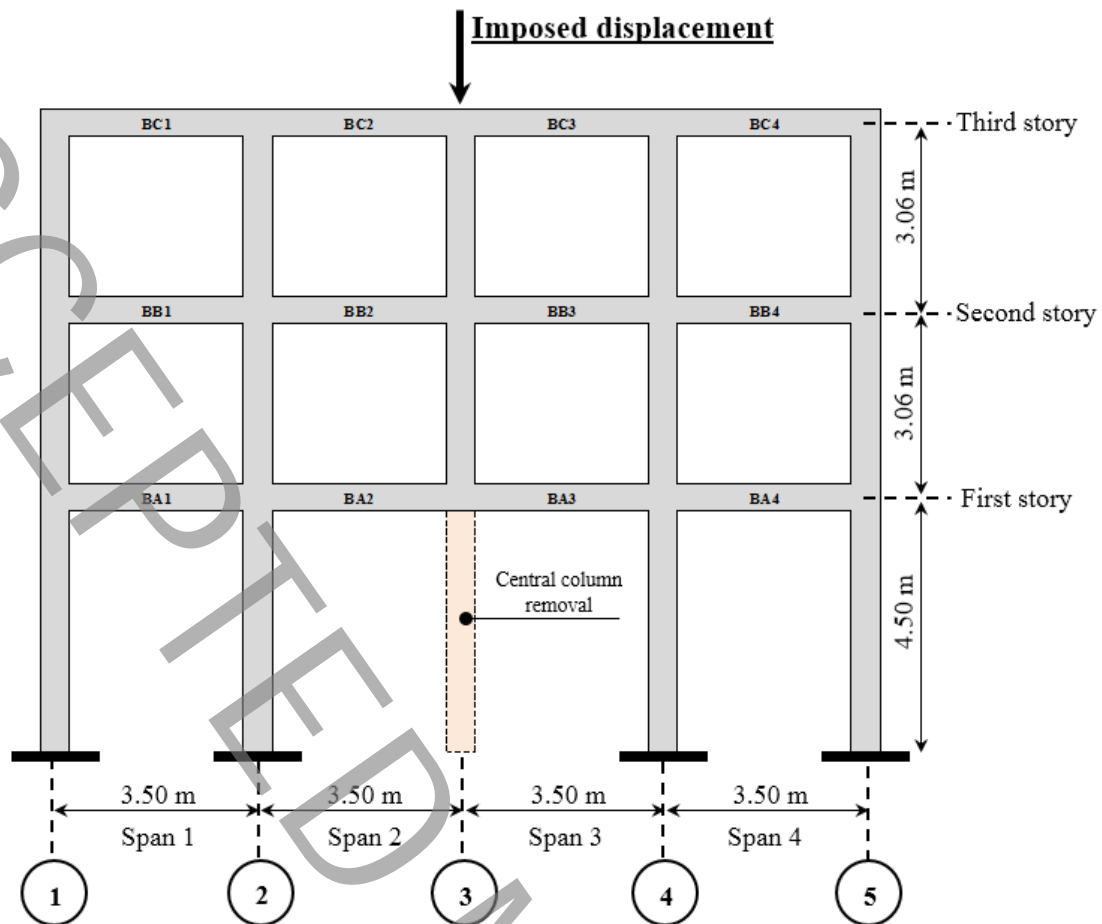 Imposed displacement
BC1 BC2 BC3 BC4
Third story
3.06 m
BB1 BB2 BB3 BB4
Second story
3.06 m
BA1 BA2 BA3 BA4
First story
Central column
removal
4.50 m
3.50 m 3.50 m 3.50 m 3.50 m
Span 1 Span 2 Span 3 Span 4
1 2 3 4 5